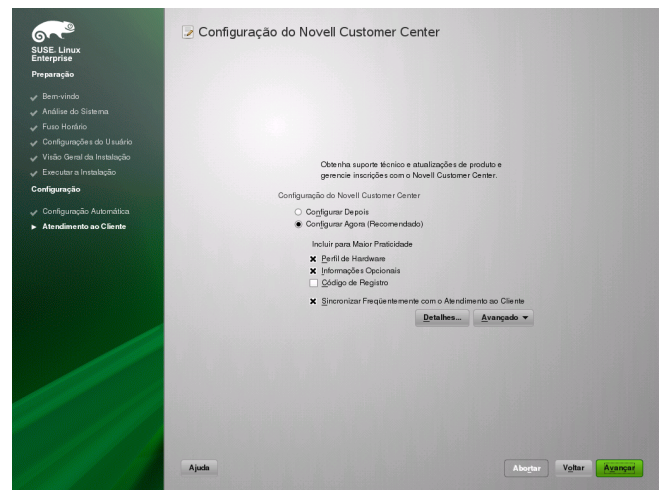 SUSE. Linux
Enterprise
Preparação
Bem-vindo
Análise do Sistema
Fuso Horário
Configurações do Usuário
Visão Geral da Instalação
Executar a Instalação
Configuração
Configuração Automática
Atendimento ao Cliente
Configuração do Novell Customer Center
Obtenha suporte técnico e atualizações de produto e
gerencie inscrições com o Novell Customer Center.
Configuração do Novell Customer Center
Configurar Depois
Configurar Agora (Recomendado)
Incluir para Maior Praticidade
Perfil de Hardware
Informações Opcionais
Código de Registro
Sincronizar Freqüentemente com o Atendimento ao Cliente
Detalhes... Avançado
Ajuda Abortar Voltar Avançar